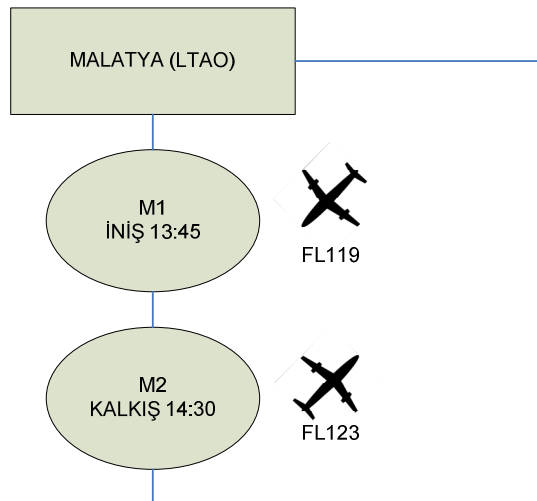 MALATYA (LTAO)
M1
İNİŞ 13:45
FL119
M2
KALKIŞ 14:30
FL123